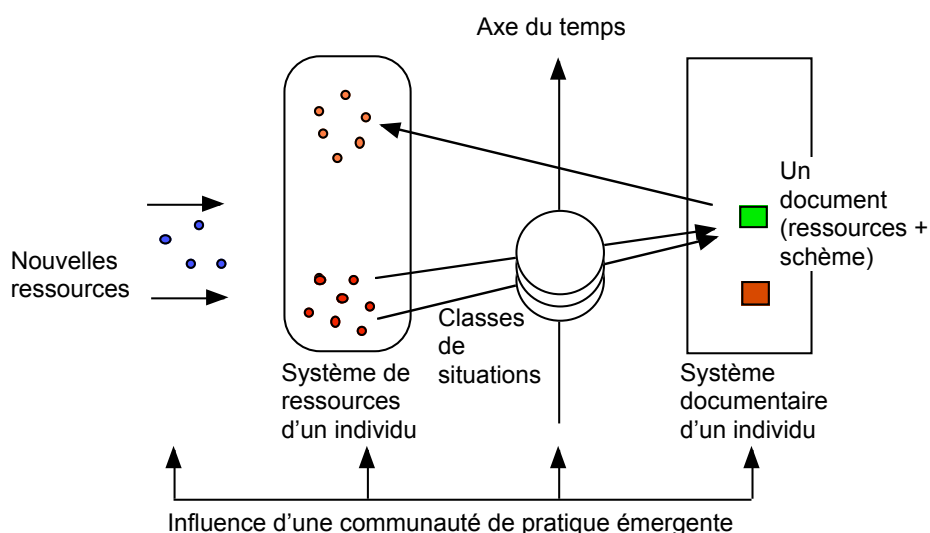 Axe du temps
Nouvelles
ressources
Un
document
(ressources +
schème)
Classes
de
situations
Système de
ressources
d’un individu
Système
documentaire
d’un individu
Influence d’une communauté de pratique émergente